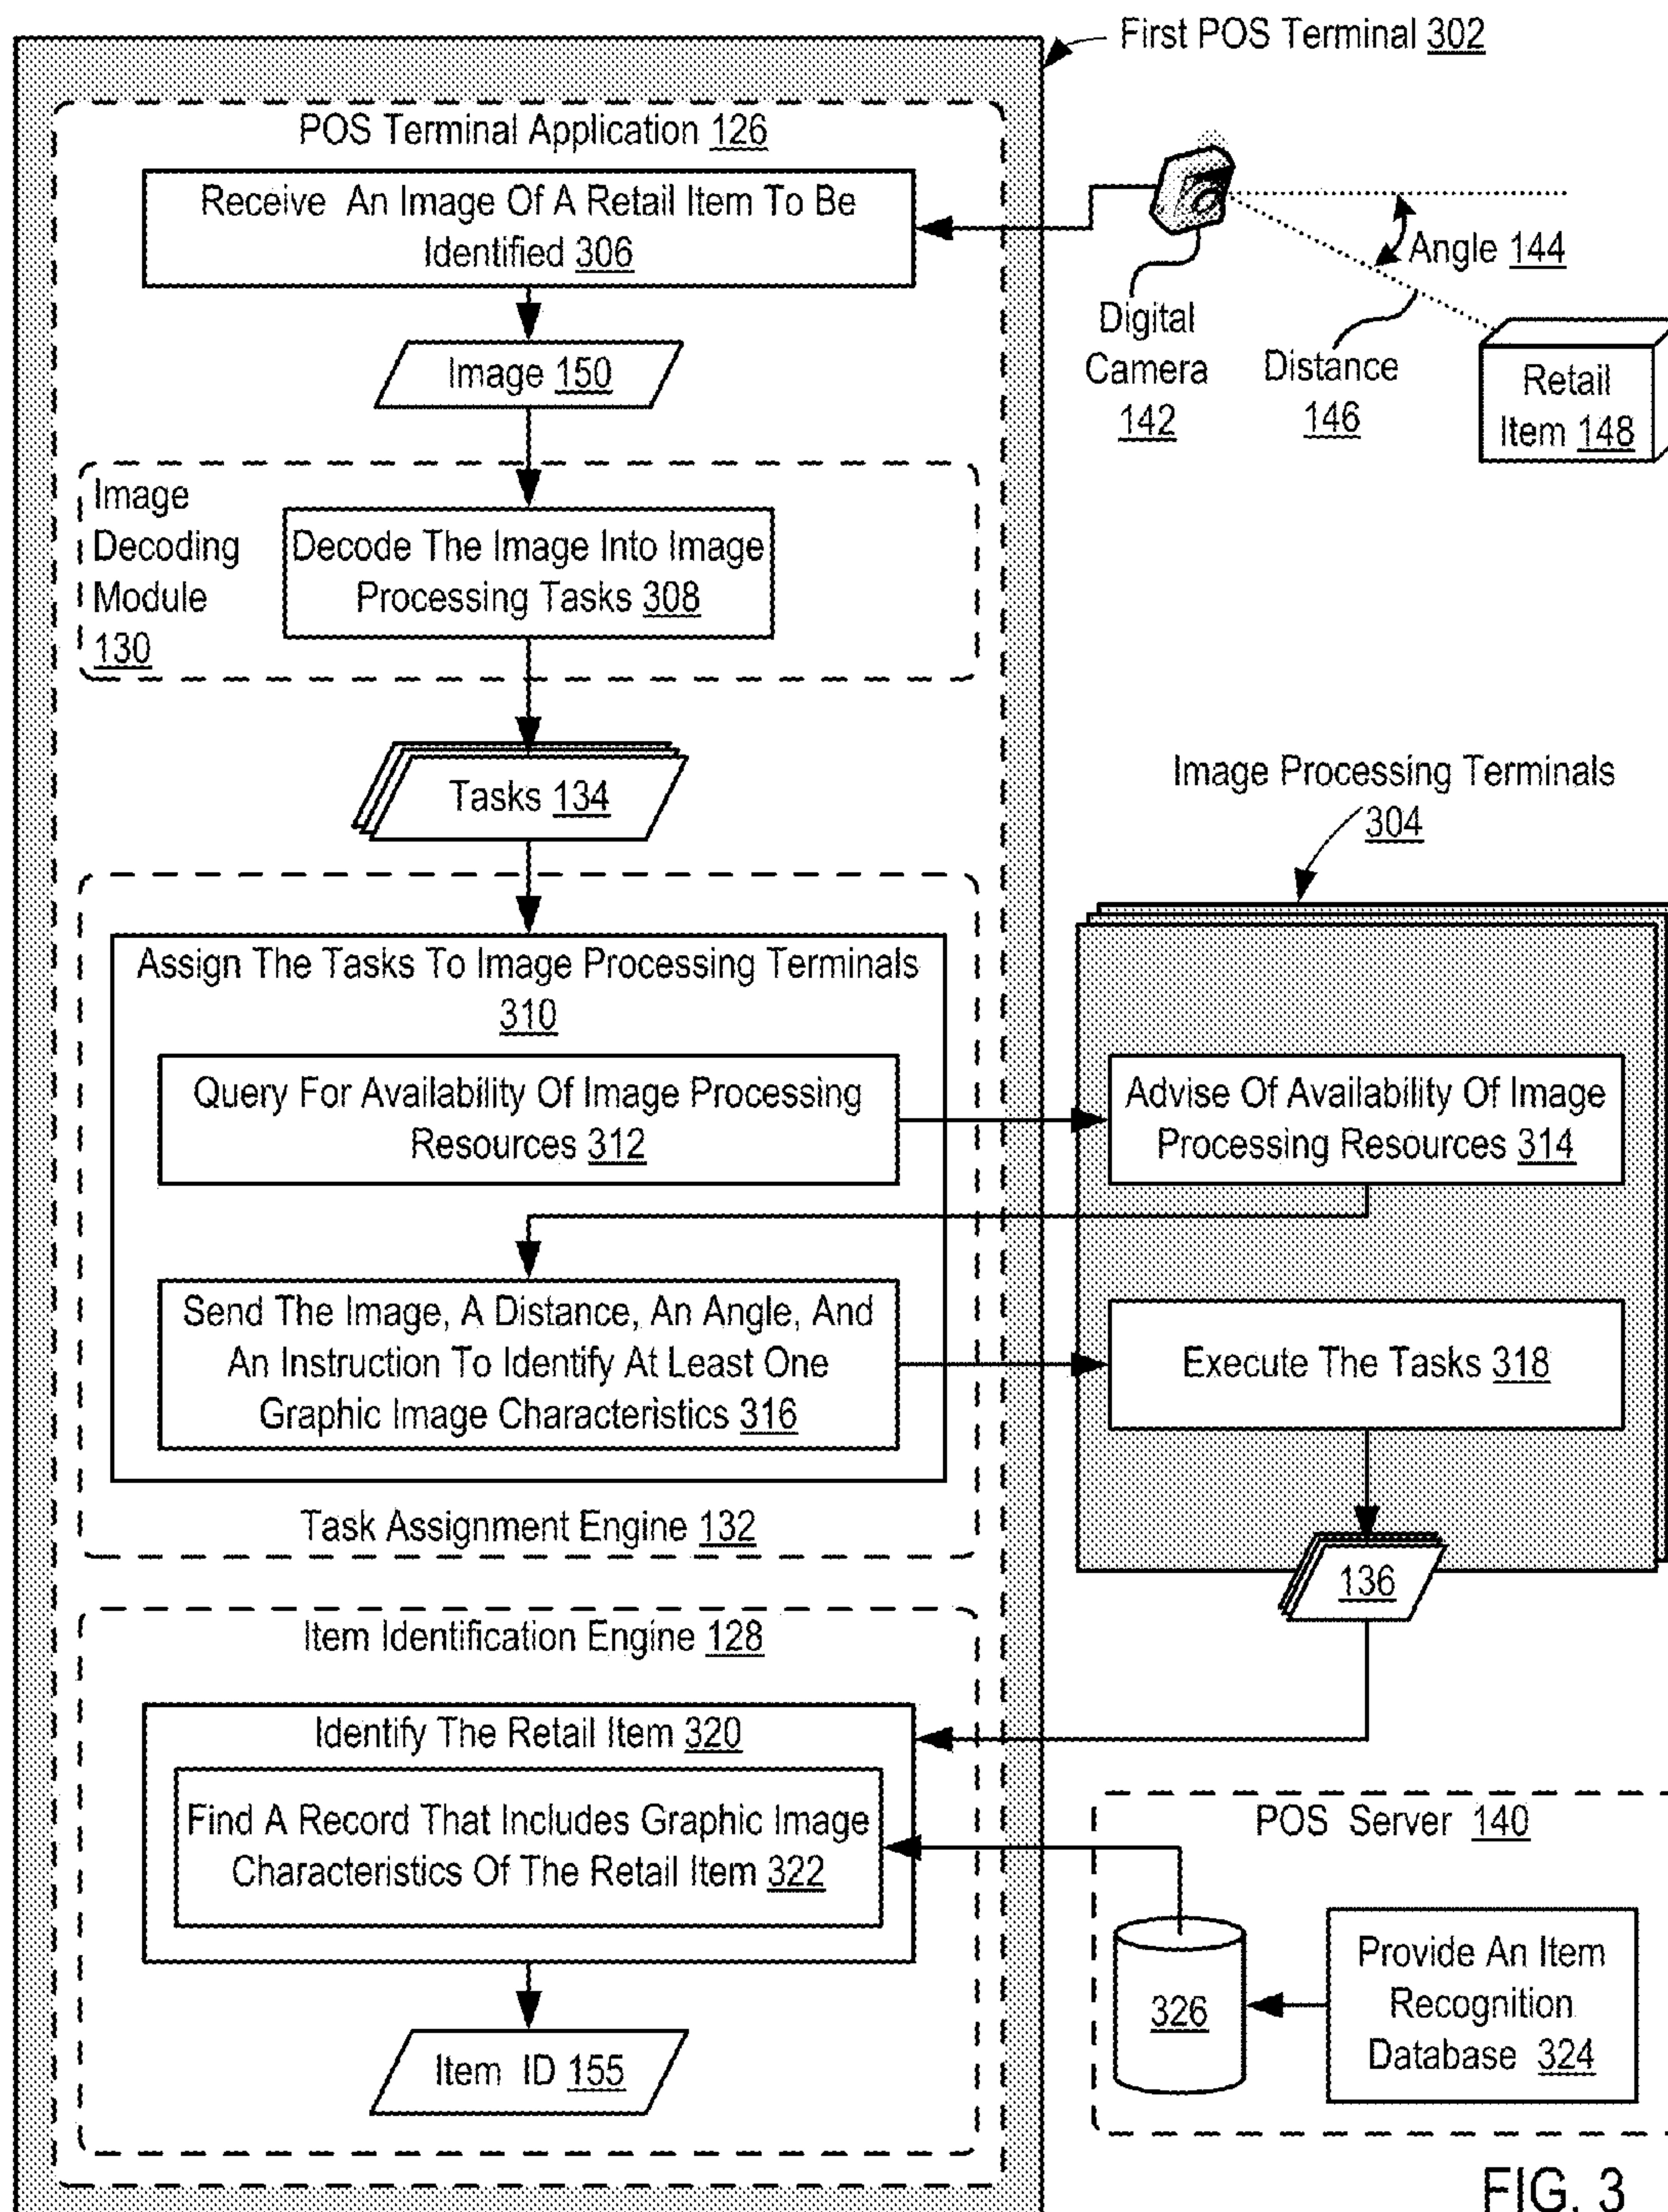 First POS Terminal 302
POS Terminal Application 126
Receive An Image Of A Retail Item To Be
Identified 306
Image 150
Angle 144
Digital
Camera
142
Distance
146
Retail
Item 148
Image
Decoding
Module
130
Decode The Image Into Image
Processing Tasks 308
Tasks 134
Image Processing Terminals
304
Assign The Tasks To Image Processing Terminals
310
Query For Availability Of Image Processing
Resources 312
Advise Of Availability Of Image
Processing Resources 314
Send The Image, A Distance, An Angle, And
An Instruction To Identify At Least One
Graphic Image Characteristics 316
Execute The Tasks 318
Task Assignment Engine 132
136
Item Identification Engine 128
Identify The Retail Item 320
Find A Record That Includes Graphic Image
Characteristics Of The Retail Item 322
POS Server 140
326
Provide An Item
Recognition
Database 324
Item ID 155
FIG. 3